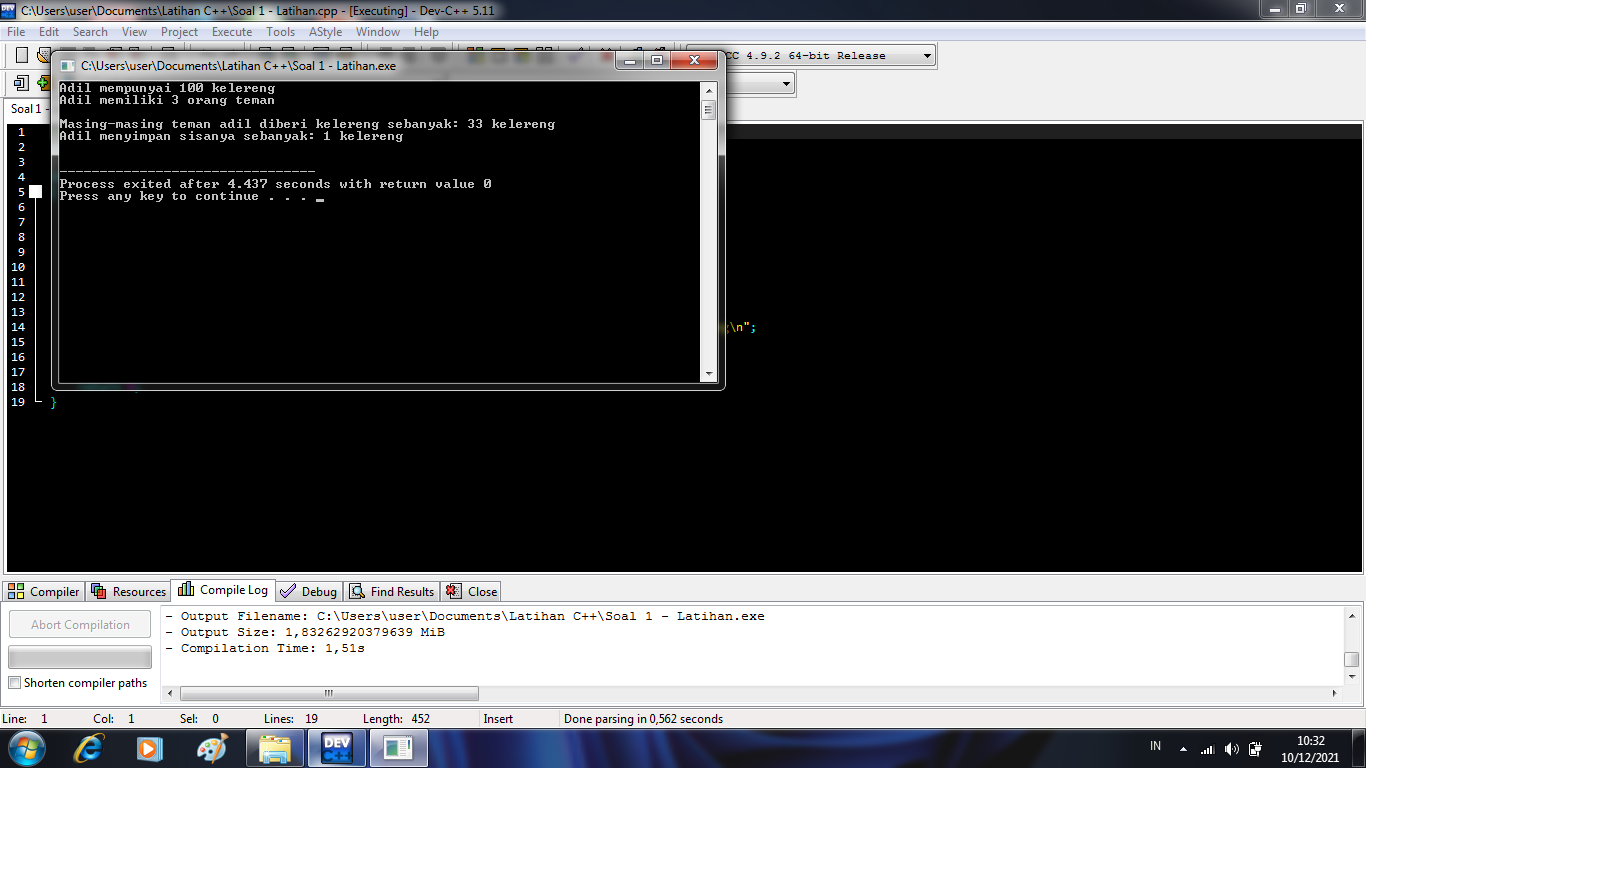 C:\Users\user\Documents\Latihan C++\Soal 1 - Latihan.cpp - [Executing] - Dev-C++ 5.11
File Edit Search View Project Execute Tools AStyle Window Help
C:\Users\user\Documents\Latihan C++\Soal 1 - Latihan.exe
CC 4.9.2 64-bit Release
Adil mempunyai 100 kelereng
Adil memiliki 3 orang teman
Masing-masing teman adil diberi kelereng sebanyak: 33 kelereng
Adil menyimpan sisanya sebanyak: 1 kelereng
--------------------------------
Process exited after 4.437 seconds with return value 0
Press any key to continue . . .
Soal 1 -
1
2
3
4
5
6
7
8
9
10
11
12
13
14 \n";
15
16
17
18
19 }
Compiler Resources Compile Log Debug Find Results Close
Abort Compilation
Shorten compiler paths
- Output Filename: C:\Users\user\Documents\Latihan C++\Soal 1 - Latihan.exe
- Output Size: 1,83262920379639 MiB
- Compilation Time: 1,51s
Line: 1 Col: 1 Sel: 0 Lines: 19 Length: 452 Insert Done parsing in 0,562 seconds
DEV C++
IN
10:32
10/12/2021